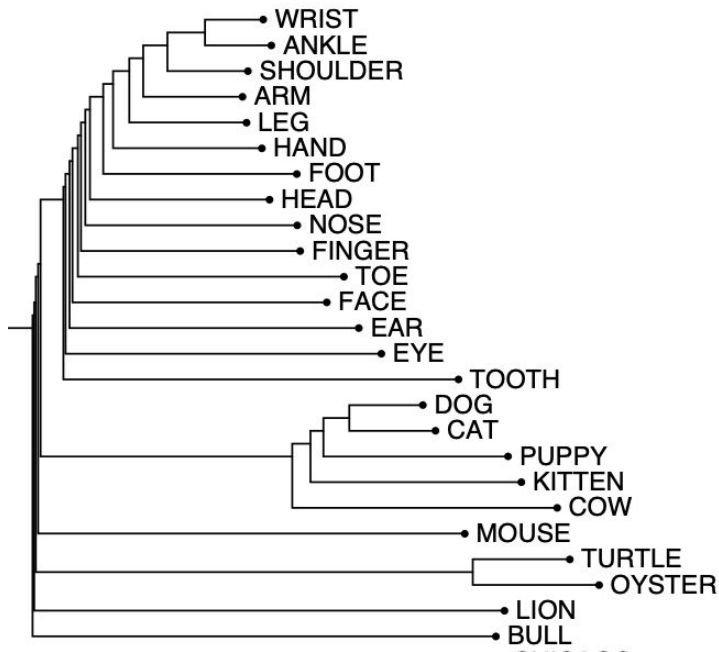 WRIST
ANKLE
SHOULDER
ARM
LEG
HAND
FOOT
HEAD
NOSE
FINGER
TOE
FACE
EAR
EYE
TOOTH
DOG
CAT
PUPPY
KITTEN
COW
MOUSE
TURTLE
OYSTER
LION
BULL